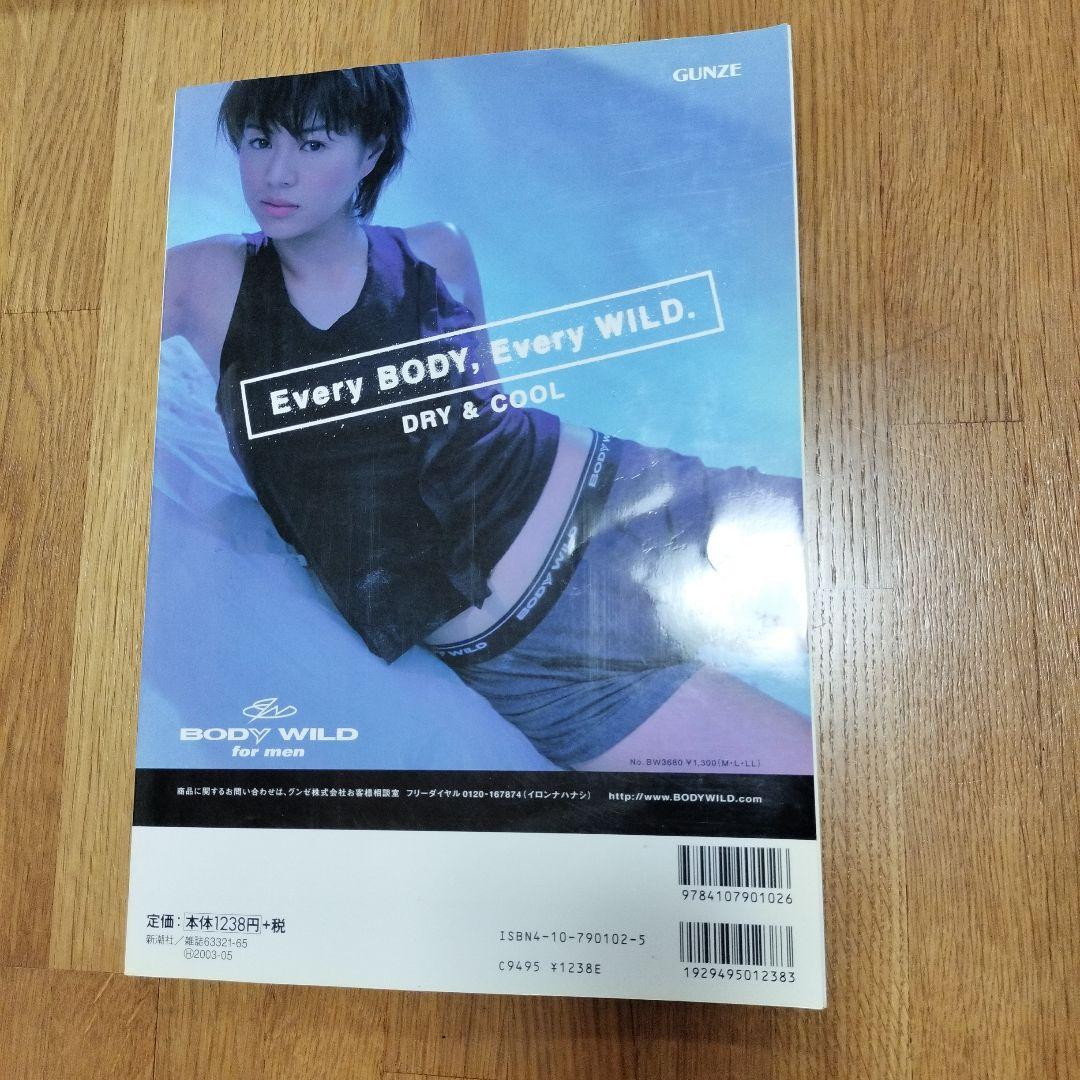 GUNZE
Every BODY, Every WILD.
DRY & COOL
BODY WILD
BODY WILD
Y WILD
BODY WILD
for men
No. BW3680 ¥1,300(M・L・LL)
商品に関するお問い合わせは、グンゼ株式会社お客様相談室 フリーダイヤル 0120-167874(イロンナハナシ) http://www.BODYWILD.com
9784107901026
定価:本体1238円+税
新潮社/雑誌63321-65
Ⓗ2003-05
ISBN4-10-790102-5
C9495 ¥1238E
1929495012383